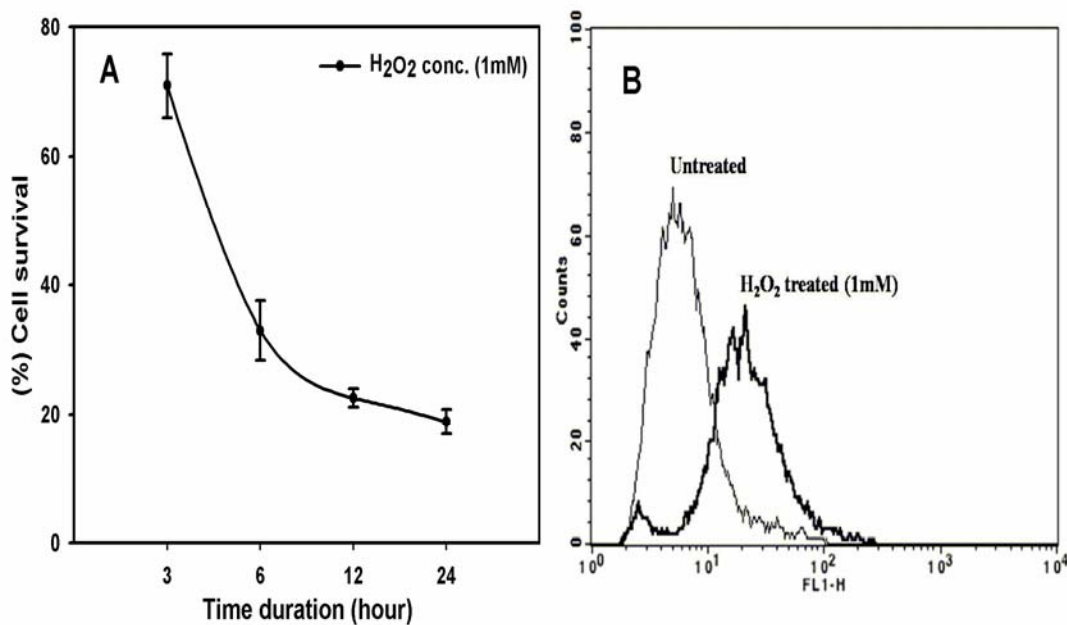 A
H2O2 conc. (1mM)
80
60
40
20
0
(%) Cell survival
3 6 12 24
Time duration (hour)
B
Untreated
H2O2 treated (1mM)
100
80
60
40
20
0
Counts
10^0 10^1 10^2 10^3 10^4
FL1-H